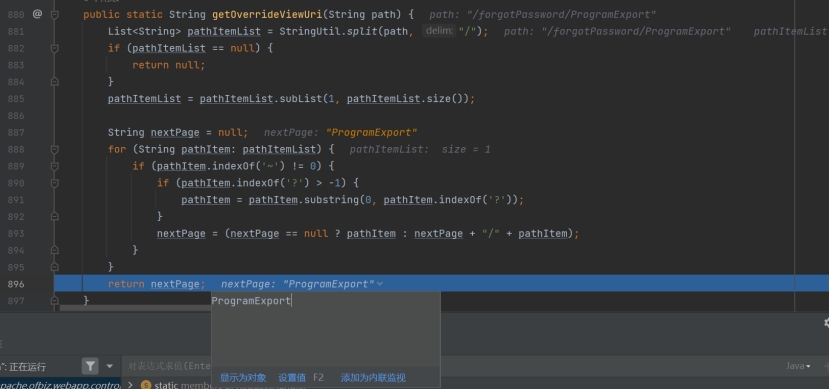 880 @ public static String getOverrideViewUri(String path) { path: "/forgotPassword/ProgramExport"
881 List<String> pathItemList = StringUtil.split(path, delim: "/"); path: "/forgotPassword/ProgramExport" pathItemList
882 if (pathItemList == null) {
883 return null;
884 }
885 pathItemList = pathItemList.subList(1, pathItemList.size());
886
887 String nextPage = null; nextPage: "ProgramExport"
888 for (String pathItem: pathItemList) { pathItemList: size = 1
889 if (pathItem.indexOf('~') != 0) {
890 if (pathItem.indexOf('?') > -1) {
891 pathItem = pathItem.substring(0, pathItem.indexOf('?'));
892 }
893 nextPage = (nextPage == null ? pathItem : nextPage + "/" + pathItem);
894 }
895 }
896 return nextPage; nextPage: "ProgramExport"
897 }
ProgramExport
显示为对象 设置值 F2 添加为内联监视
": 正在运行
对表达式求值(Ente
Java
pache.ofbiz.webapp.contro
static mem